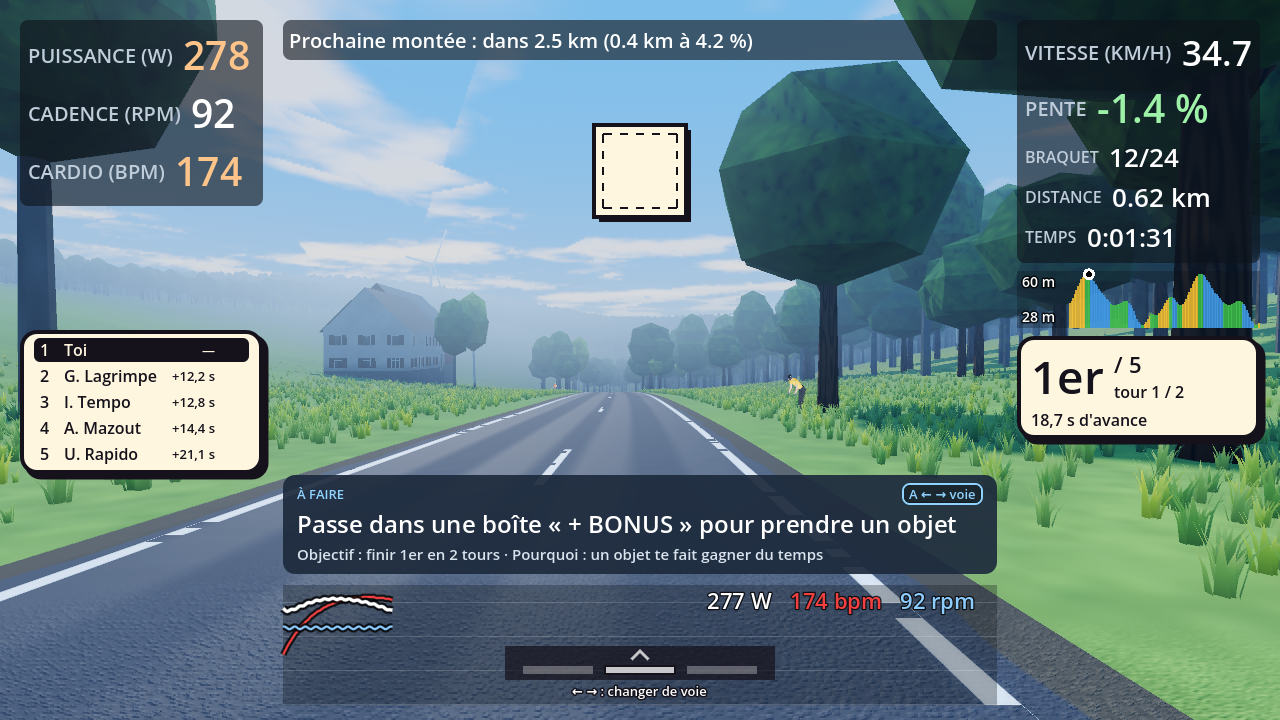 PUISSANCE (W) 278
CADENCE (RPM) 92
CARDIO (BPM) 174
Prochaine montée : dans 2.5 km (0.4 km à 4.2 %)
VITESSE (KM/H) 34.7
PENTE -1.4 %
BRAQUET 12/24
DISTANCE 0.62 km
TEMPS 0:01:31
60 m
28 m
1 Toi —
2 G. Lagrimpe +12,2 s
3 I. Tempo +12,8 s
4 A. Mazout +14,4 s
5 U. Rapido +21,1 s
1er / 5
tour 1 / 2
18,7 s d'avance
À FAIRE
A ← → voie
Passe dans une boîte « + BONUS » pour prendre un objet
Objectif : finir 1er en 2 tours · Pourquoi : un objet te fait gagner du temps
277 W 174 bpm 92 rpm
← → : changer de voie